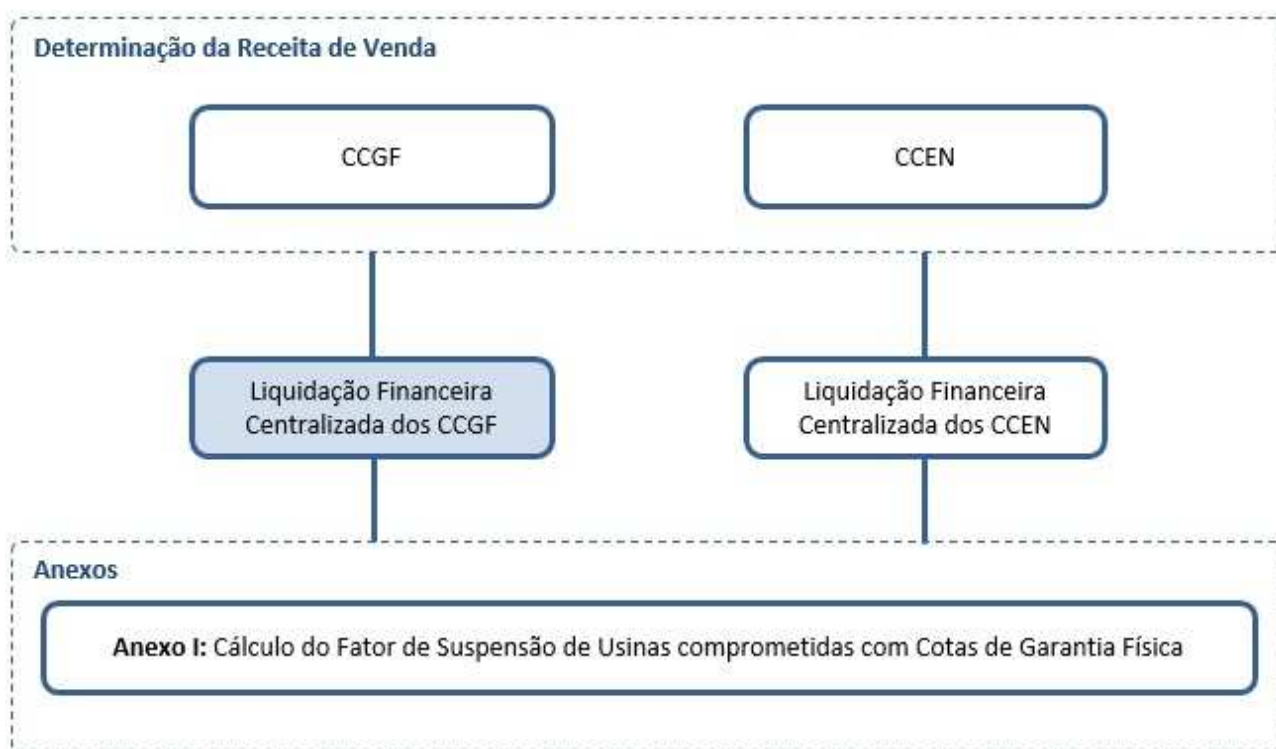 Determinação da Receita de Venda
CCGF
CCEN
Liquidação Financeira
Centralizada dos CCGF
Liquidação Financeira
Centralizada dos CCEN
Anexos
Anexo I: Cálculo do Fator de Suspensão de Usinas comprometidas com Cotas de Garantia Física